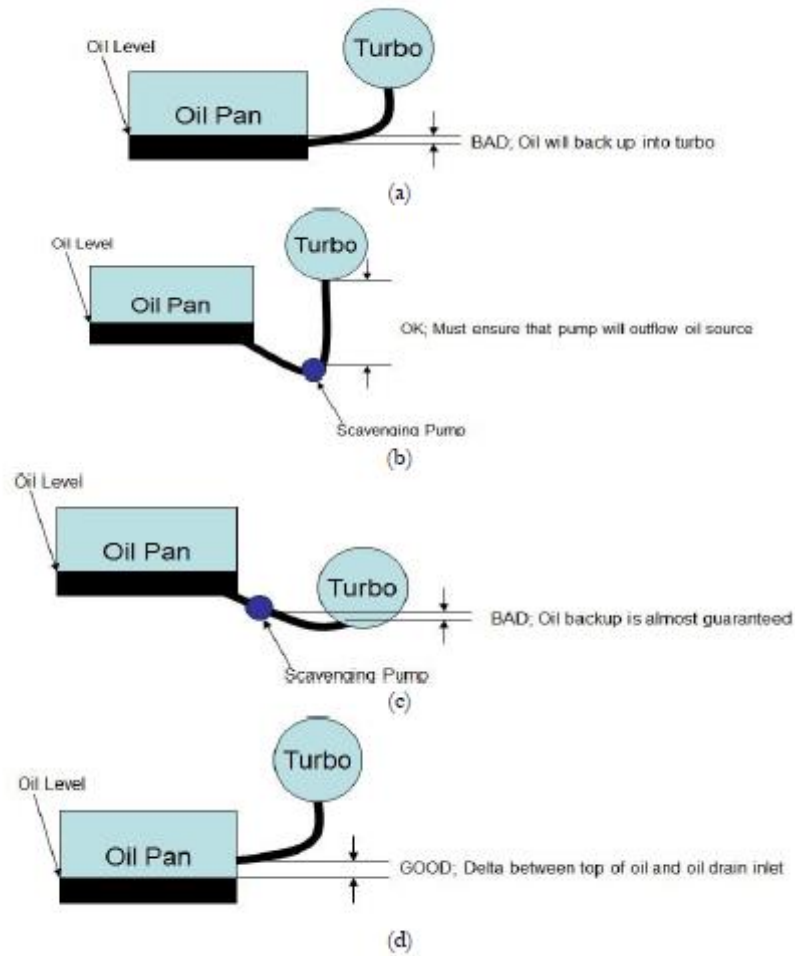 Oil Level
Turbo
Oil Pan
BAD; Oil will back up into turbo
(a)
Oil Level
Turbo
Oil Pan
OK; Must ensure that pump will outflow oil source
Scavenging Pump
(b)
Oil Level
Oil Pan
Turbo
BAD; Oil backup is almost guaranteed
Scavenging Pump
(c)
Turbo
Oil Level
Oil Pan
GOOD; Delta between top of oil and oil drain inlet
(d)